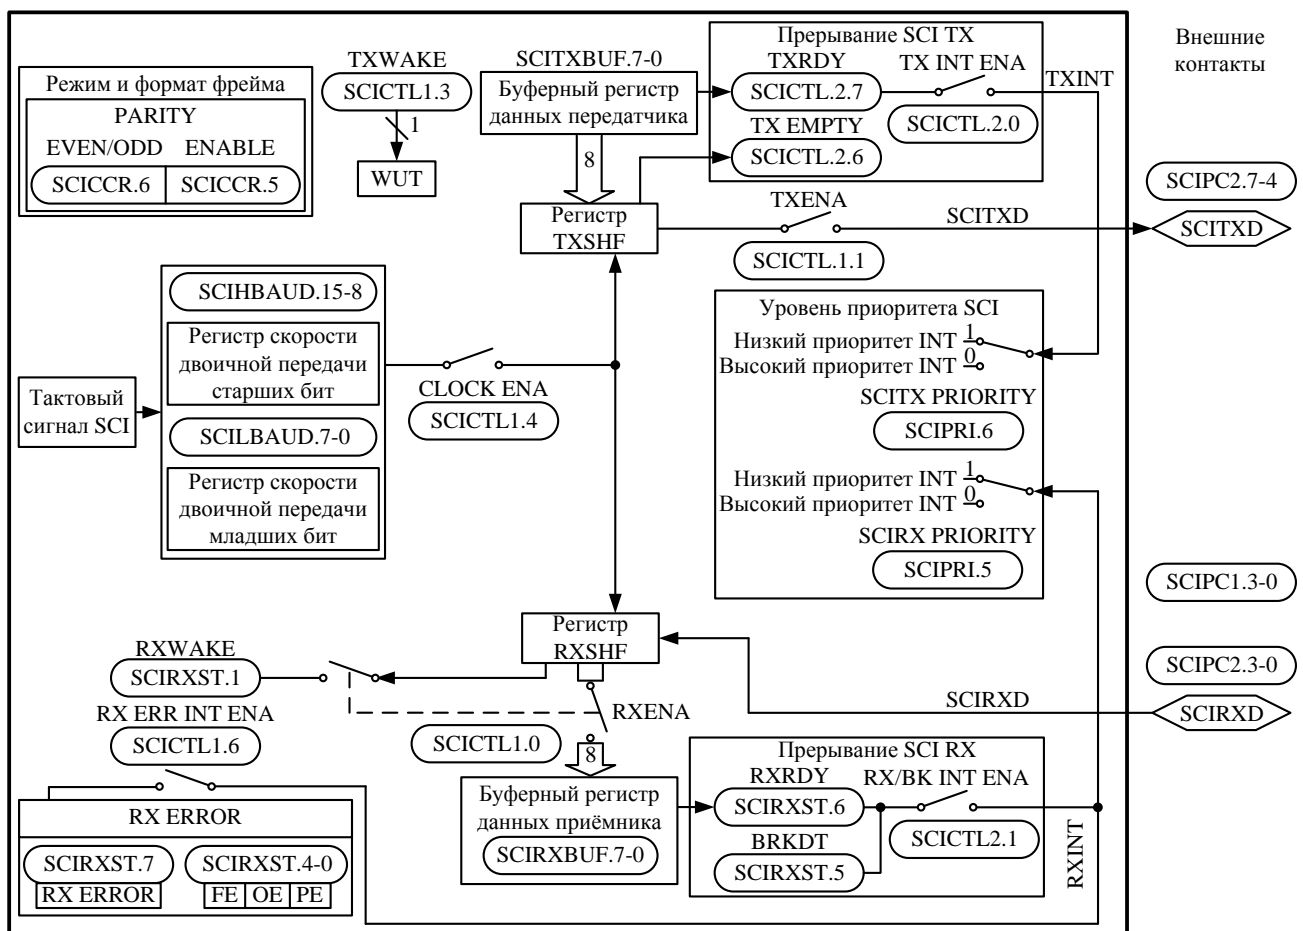 Режим и формат фрейма
PARITY
EVEN/ODD ENABLE
SCICCR.6 SCICCR.5
TXWAKE
SCICTL1.3
1
WUT
SCITXBUF.7-0
Буферный регистр
данных передатчика
8
Регистр
TXSHF
Прерывание SCI TX
TXRDY
SCICTL.2.7
TX INT ENA
SCICTL.2.0
TX EMPTY
SCICTL.2.6
TXINT
Внешние
контакты
TXENA
SCICTL.1.1
SCITXD
SCIPC2.7-4
SCITXD
Тактовый
сигнал SCI
SCIHBAUD.15-8
Регистр скорости
двоичной передачи
старших бит
SCILBAUD.7-0
Регистр скорости
двоичной передачи
младших бит
CLOCK ENA
SCICTL1.4
Уровень приоритета SCI
Низкий приоритет INT 1
Высокий приоритет INT 0
SCITX PRIORITY
SCIPRI.6
Низкий приоритет INT 1
Высокий приоритет INT 0
SCIRX PRIORITY
SCIPRI.5
SCIPC1.3-0
SCIPC2.3-0
SCIRXD
SCIRXD
Регистр
RXSHF
RXWAKE
SCIRXST.1
RX ERR INT ENA
SCICTL1.6
RXENA
SCICTL1.0
8
Буферный регистр
данных приёмника
SCIRXBUF.7-0
Прерывание SCI RX
RXRDY
SCIRXST.6
RX/BK INT ENA
SCICTL2.1
BRKDT
SCIRXST.5
RXINT
RX ERROR
SCIRXST.7 SCIRXST.4-0
RX ERROR FE OE PE